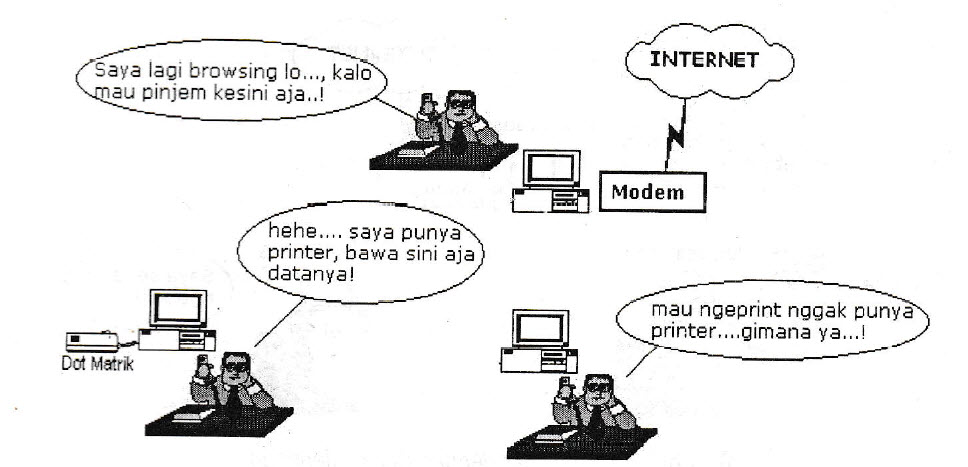 INTERNET
Saya lagi browsing lo..., kalo
mau pinjem kesini aja..!
Modem
hehe.... saya punya
printer, bawa sini aja
datanya!
mau ngeprint nggak punya
printer....gimana ya...!
Dot Matrik